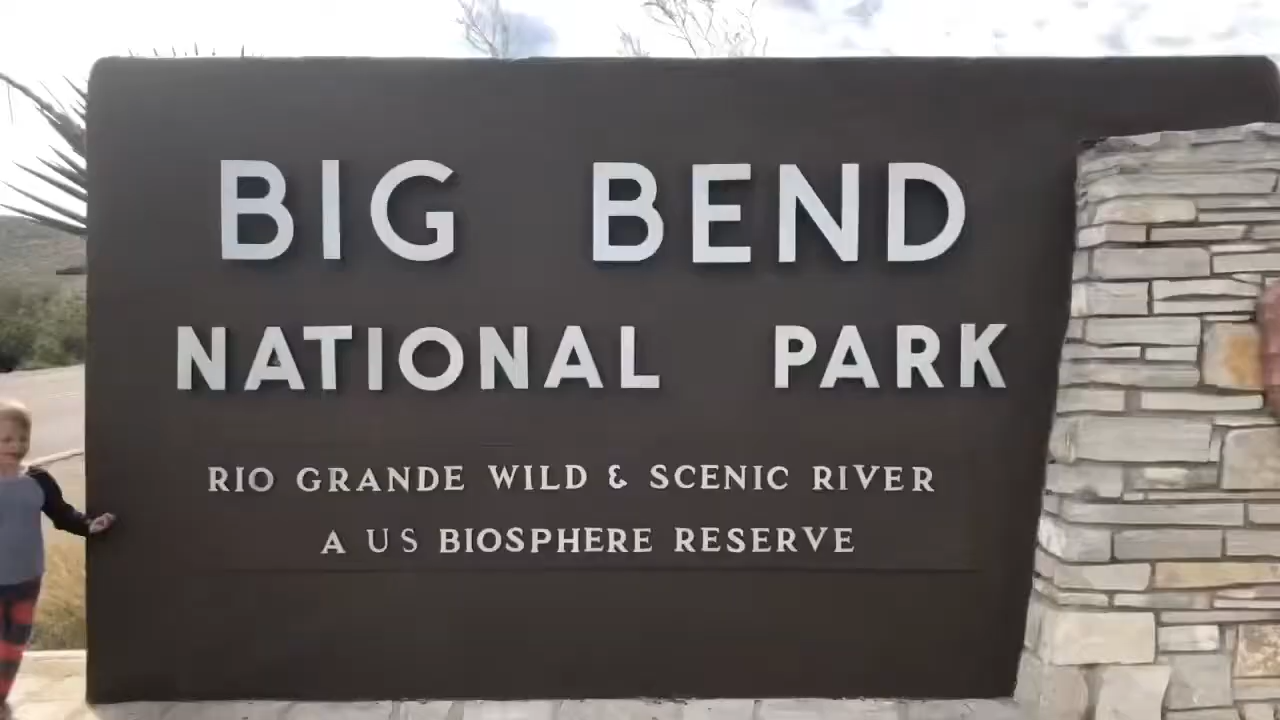 BIG BEND
NATIONAL PARK
RIO GRANDE WILD & SCENIC RIVER
A US BIOSPHERE RESERVE